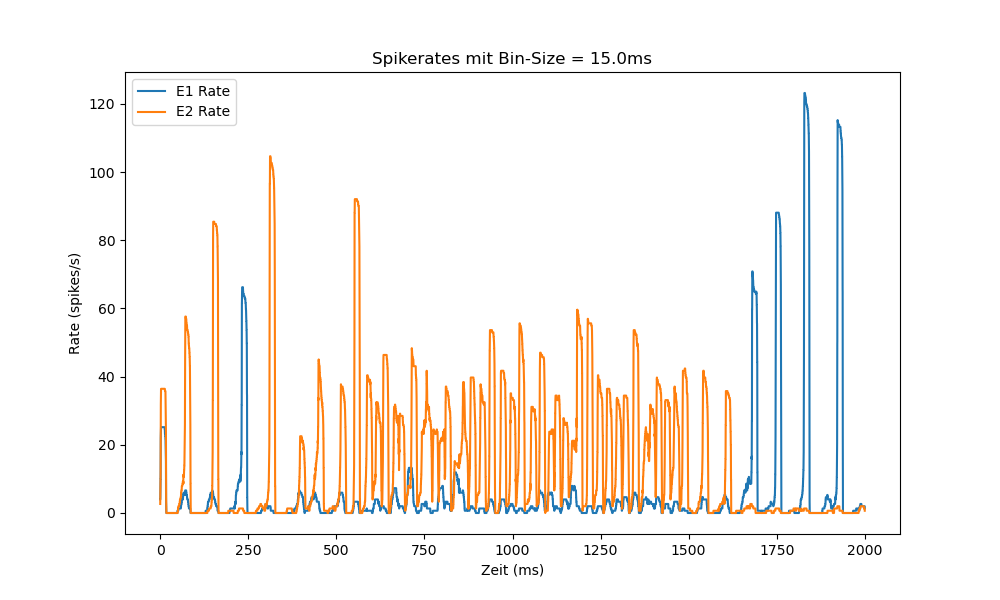 Spikerates mit Bin-Size = 15.0ms
E1 Rate
E2 Rate
Rate (spikes/s)
120
100
80
60
40
20
0
0 250 500 750 1000 1250 1500 1750 2000
Zeit (ms)